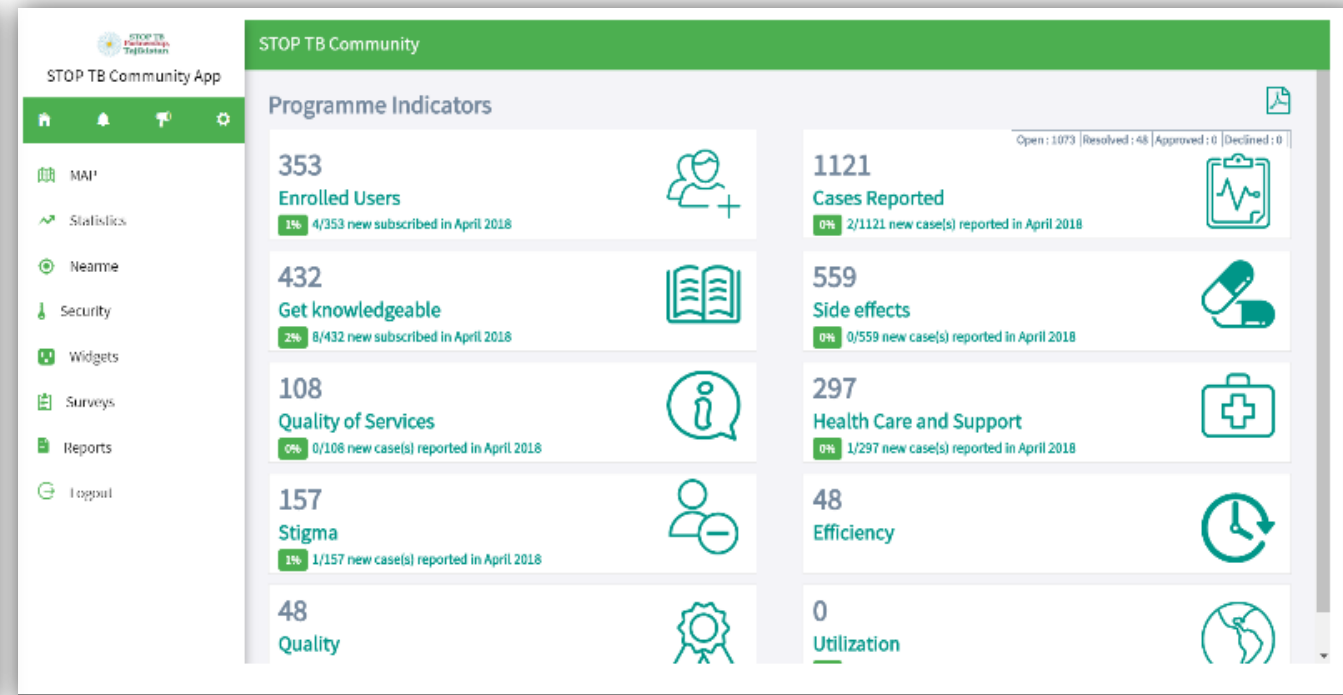 STOP TB
Partnership,
Tajikistan
STOP TB Community App
MAP
Statistics
Nearme
Security
Widgets
Surveys
Reports
Logout
STOP TB Community
Programme Indicators
353
Enrolled Users
1% 4/353 new subscribed in April 2018
Open : 1073 |Resolved : 48 |Approved : 0 |Declined : 0 |
1121
Cases Reported
0% 2/1121 new case(s) reported in April 2018
432
Get knowledgeable
2% 8/432 new subscribed in April 2018
559
Side effects
0% 0/559 new case(s) reported in April 2018
108
Quality of Services
0% 0/108 new case(s) reported in April 2018
297
Health Care and Support
0% 1/297 new case(s) reported in April 2018
157
Stigma
1% 1/157 new case(s) reported in April 2018
48
Efficiency
48
Quality
0
Utilization